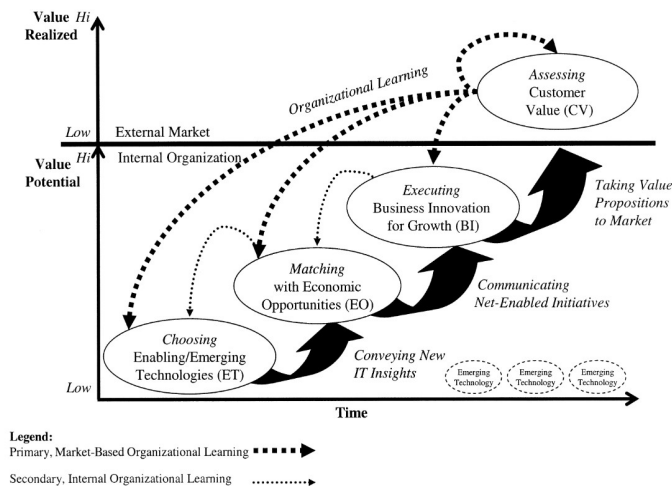 Value Hi
Realized
Organizational Learning
Assessing
Customer
Value (CV)
Low External Market
Hi Internal Organization
Value
Potential
Executing
Business Innovation
for Growth (BI)
Taking Value
Propositions
to Market
Matching
with Economic
Opportunities (EO)
Communicating
Net-Enabled Initiatives
Choosing
Enabling/Emerging
Technologies (ET)
Conveying New
IT Insights
Emerging
Technology
Emerging
Technology
Emerging
Technology
Low
Time
Legend:
Primary, Market-Based Organizational Learning
Secondary, Internal Organizational Learning